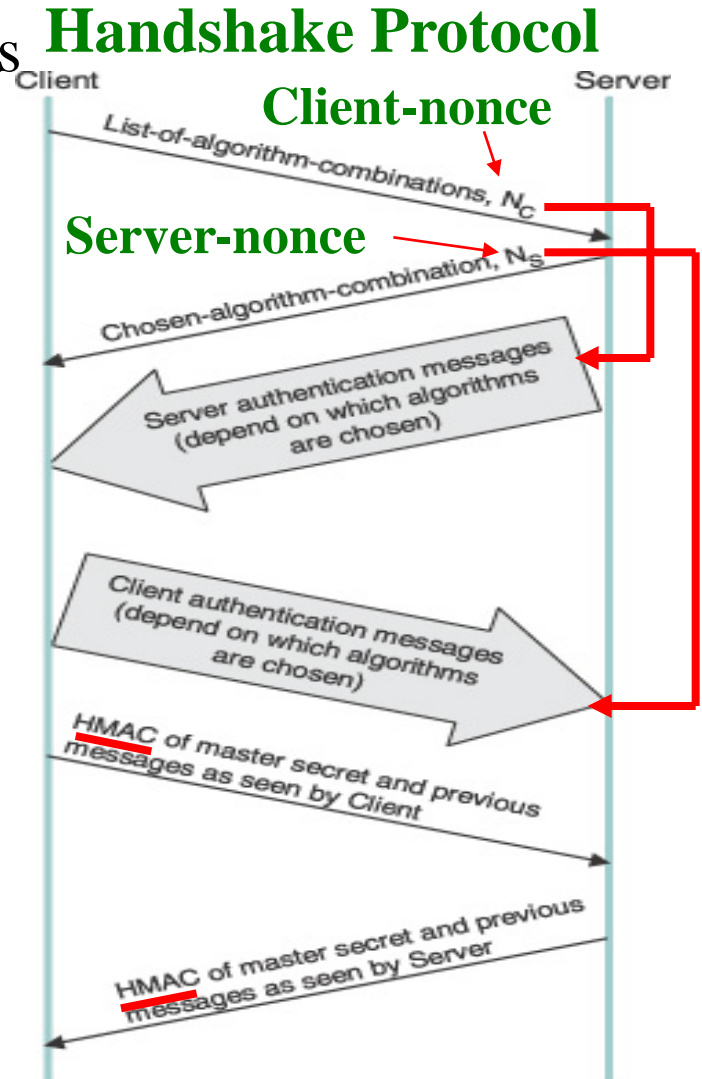 Handshake Protocol
s
Client
Server
Client-nonce
List-of-algorithm-combinations, NC
Server-nonce
Chosen-algorithm-combination, NS
Server authentication messages
(depend on which algorithms
are chosen)
Client authentication messages
(depend on which algorithms
are chosen)
HMAC of master secret and previous
messages as seen by Client
HMAC of master secret and previous
messages as seen by Server